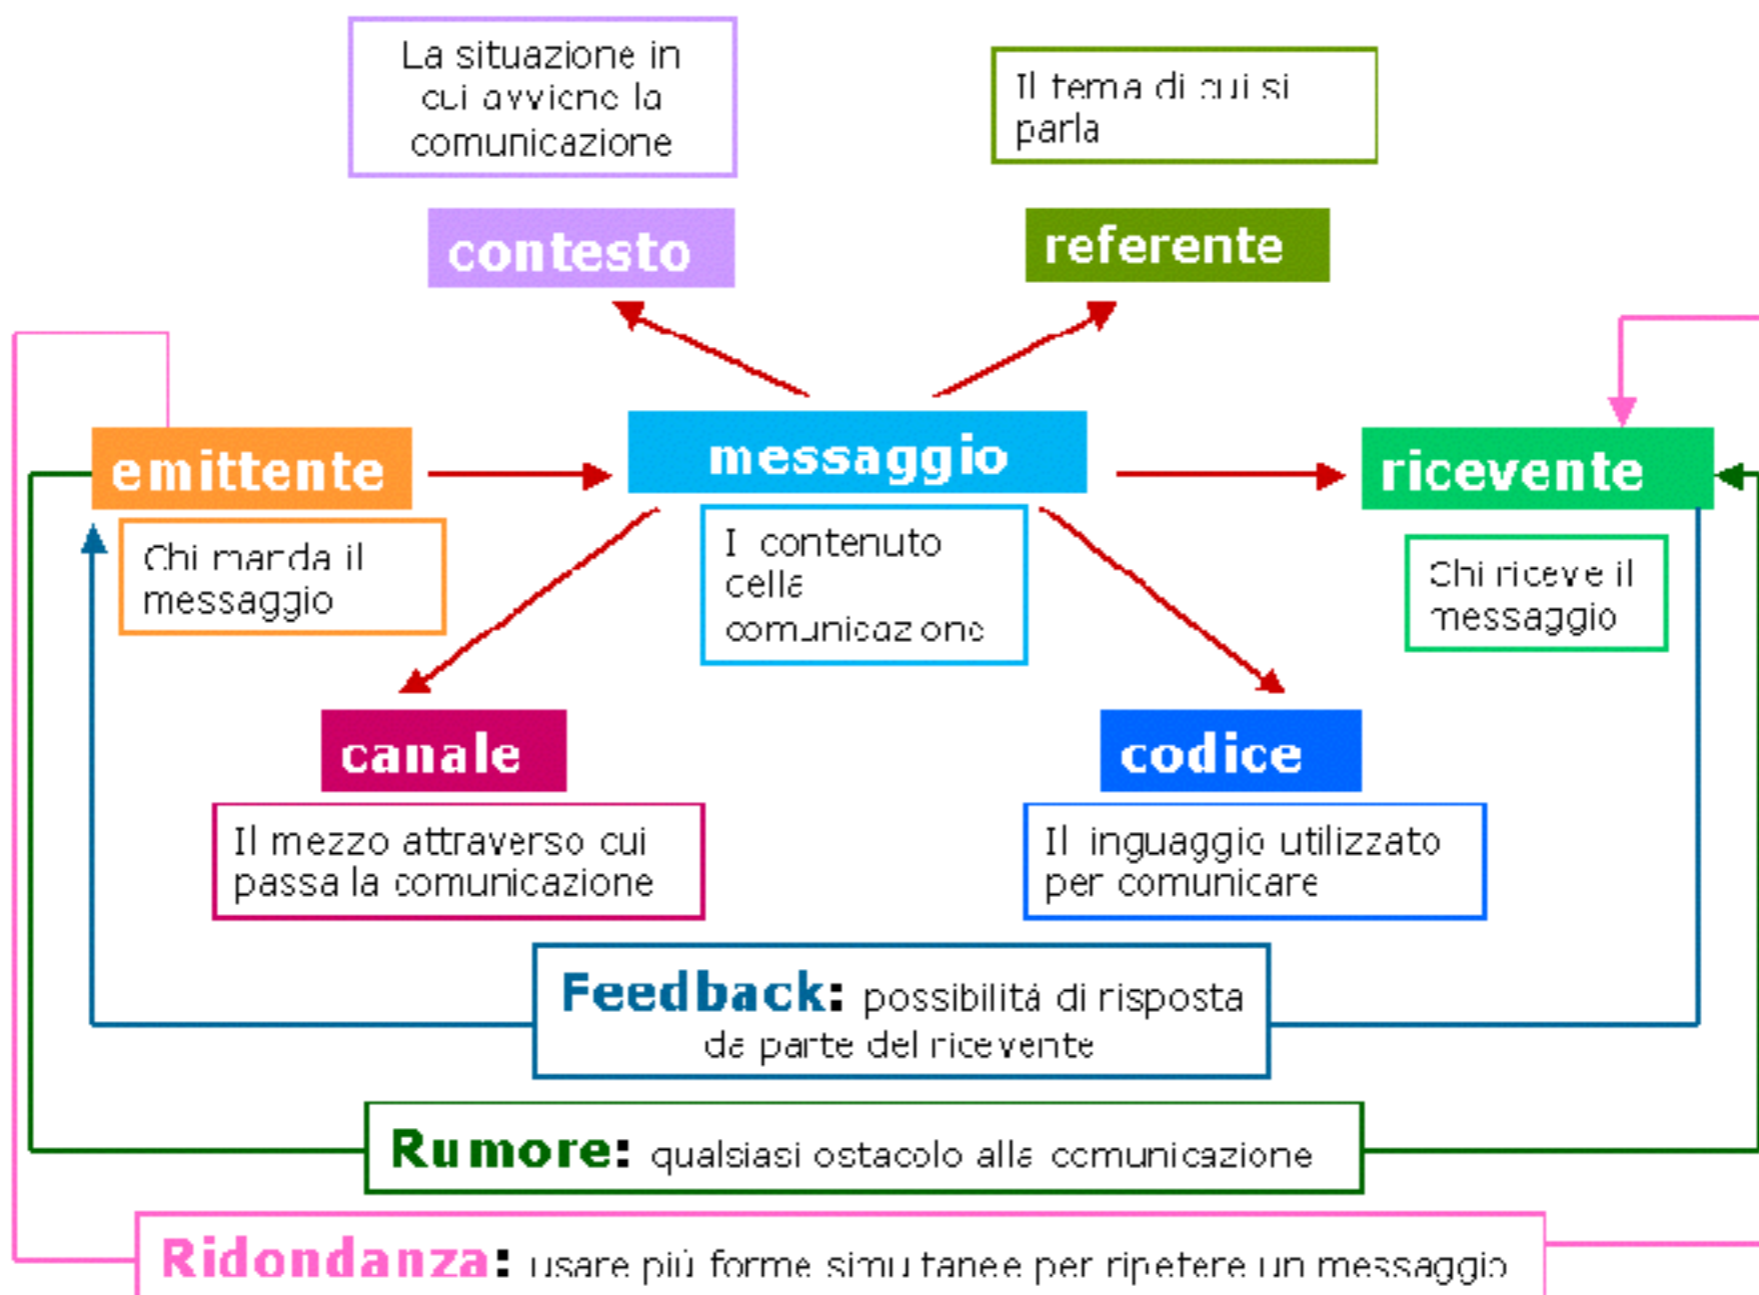 La situazione in
cui avviene la
comunicazione
Il tema di cui si
parla
contesto
referente
emittente
messaggio
ricevente
Chi manda il
messaggio
I contenuto
cella
comunicazione
Chi riceve il
messaggio
canale
codice
Il mezzo attraverso cui
passa la comunicazione
Il inguaggio utilizzato
per comunicare
Feedback: possibilità di risposta
da parte del ricevente
Rumore: qualsiasi ostacolo alla comunicazione
Ridondanza: usare più forme simultanee per ripetere un messaggio